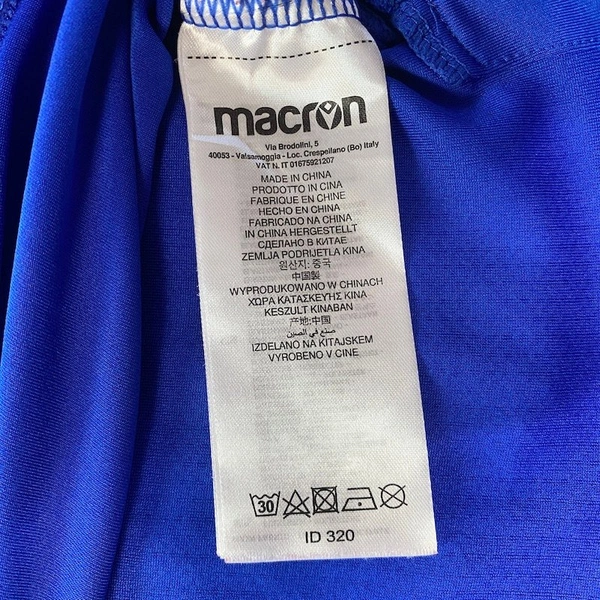 macron
Via Brodolini, 5
40053 - Valsamoggia - Loc. Crespellano (Bo) Italy
VAT N. IT 01675921207
MADE IN CHINA
PRODOTTO IN CINA
FABRIQUE EN CHINE
HECHO EN CHINA
FABRICADO NA CHINA
IN CHINA HERGESTELLT
СДЕЛАНО В КИТАЕ
ZEMLJA PODRIJETLA KINA
원산지: 중국
中国製
WYPRODUKOWANO W CHINACH
ΧΩΡΑ ΚΑΤΑΣΚΕΥΗΣ ΚΙΝΑ
KESZULT KINABAN
产地:中国
صنع في الصين
IZDELANO NA KITAJSKEM
VYROBENO V CINE
30
ID 320